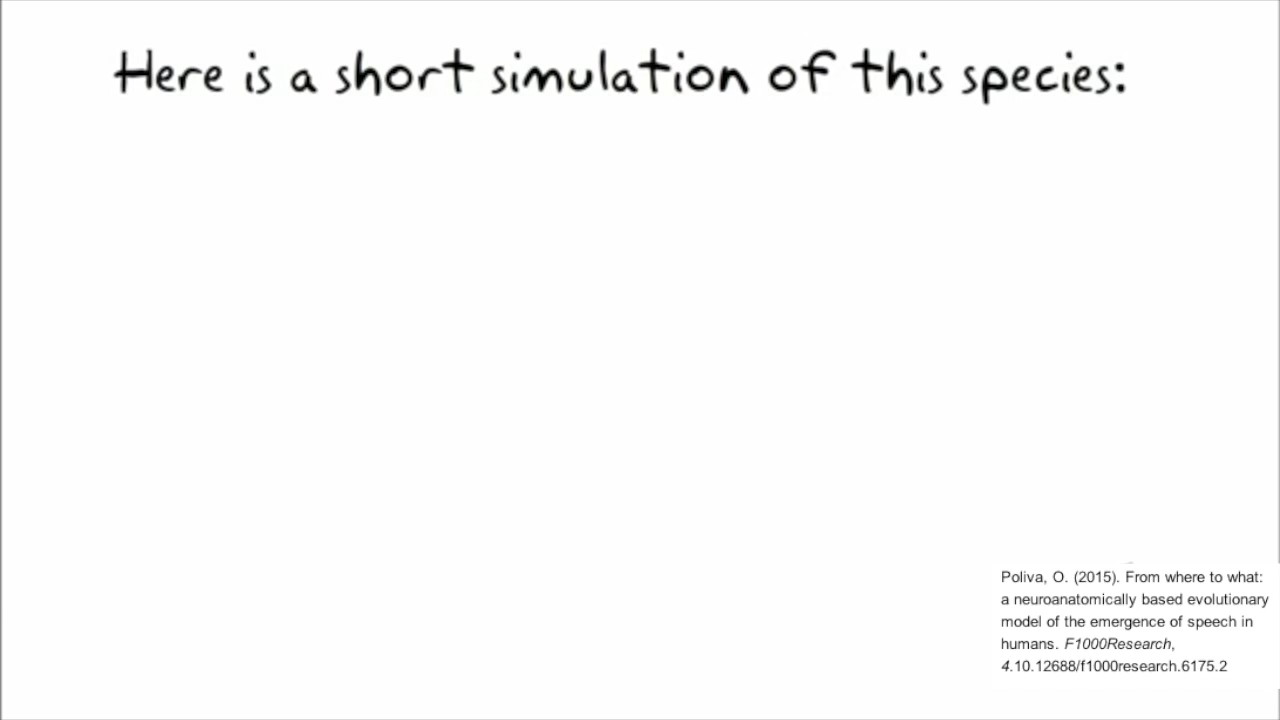 Here is a short simulation of this species:
Poliva, O. (2015). From where to what:
a neuroanatomically based evolutionary
model of the emergence of speech in
humans. F1000Research,
4.10.12688/f1000research.6175.2